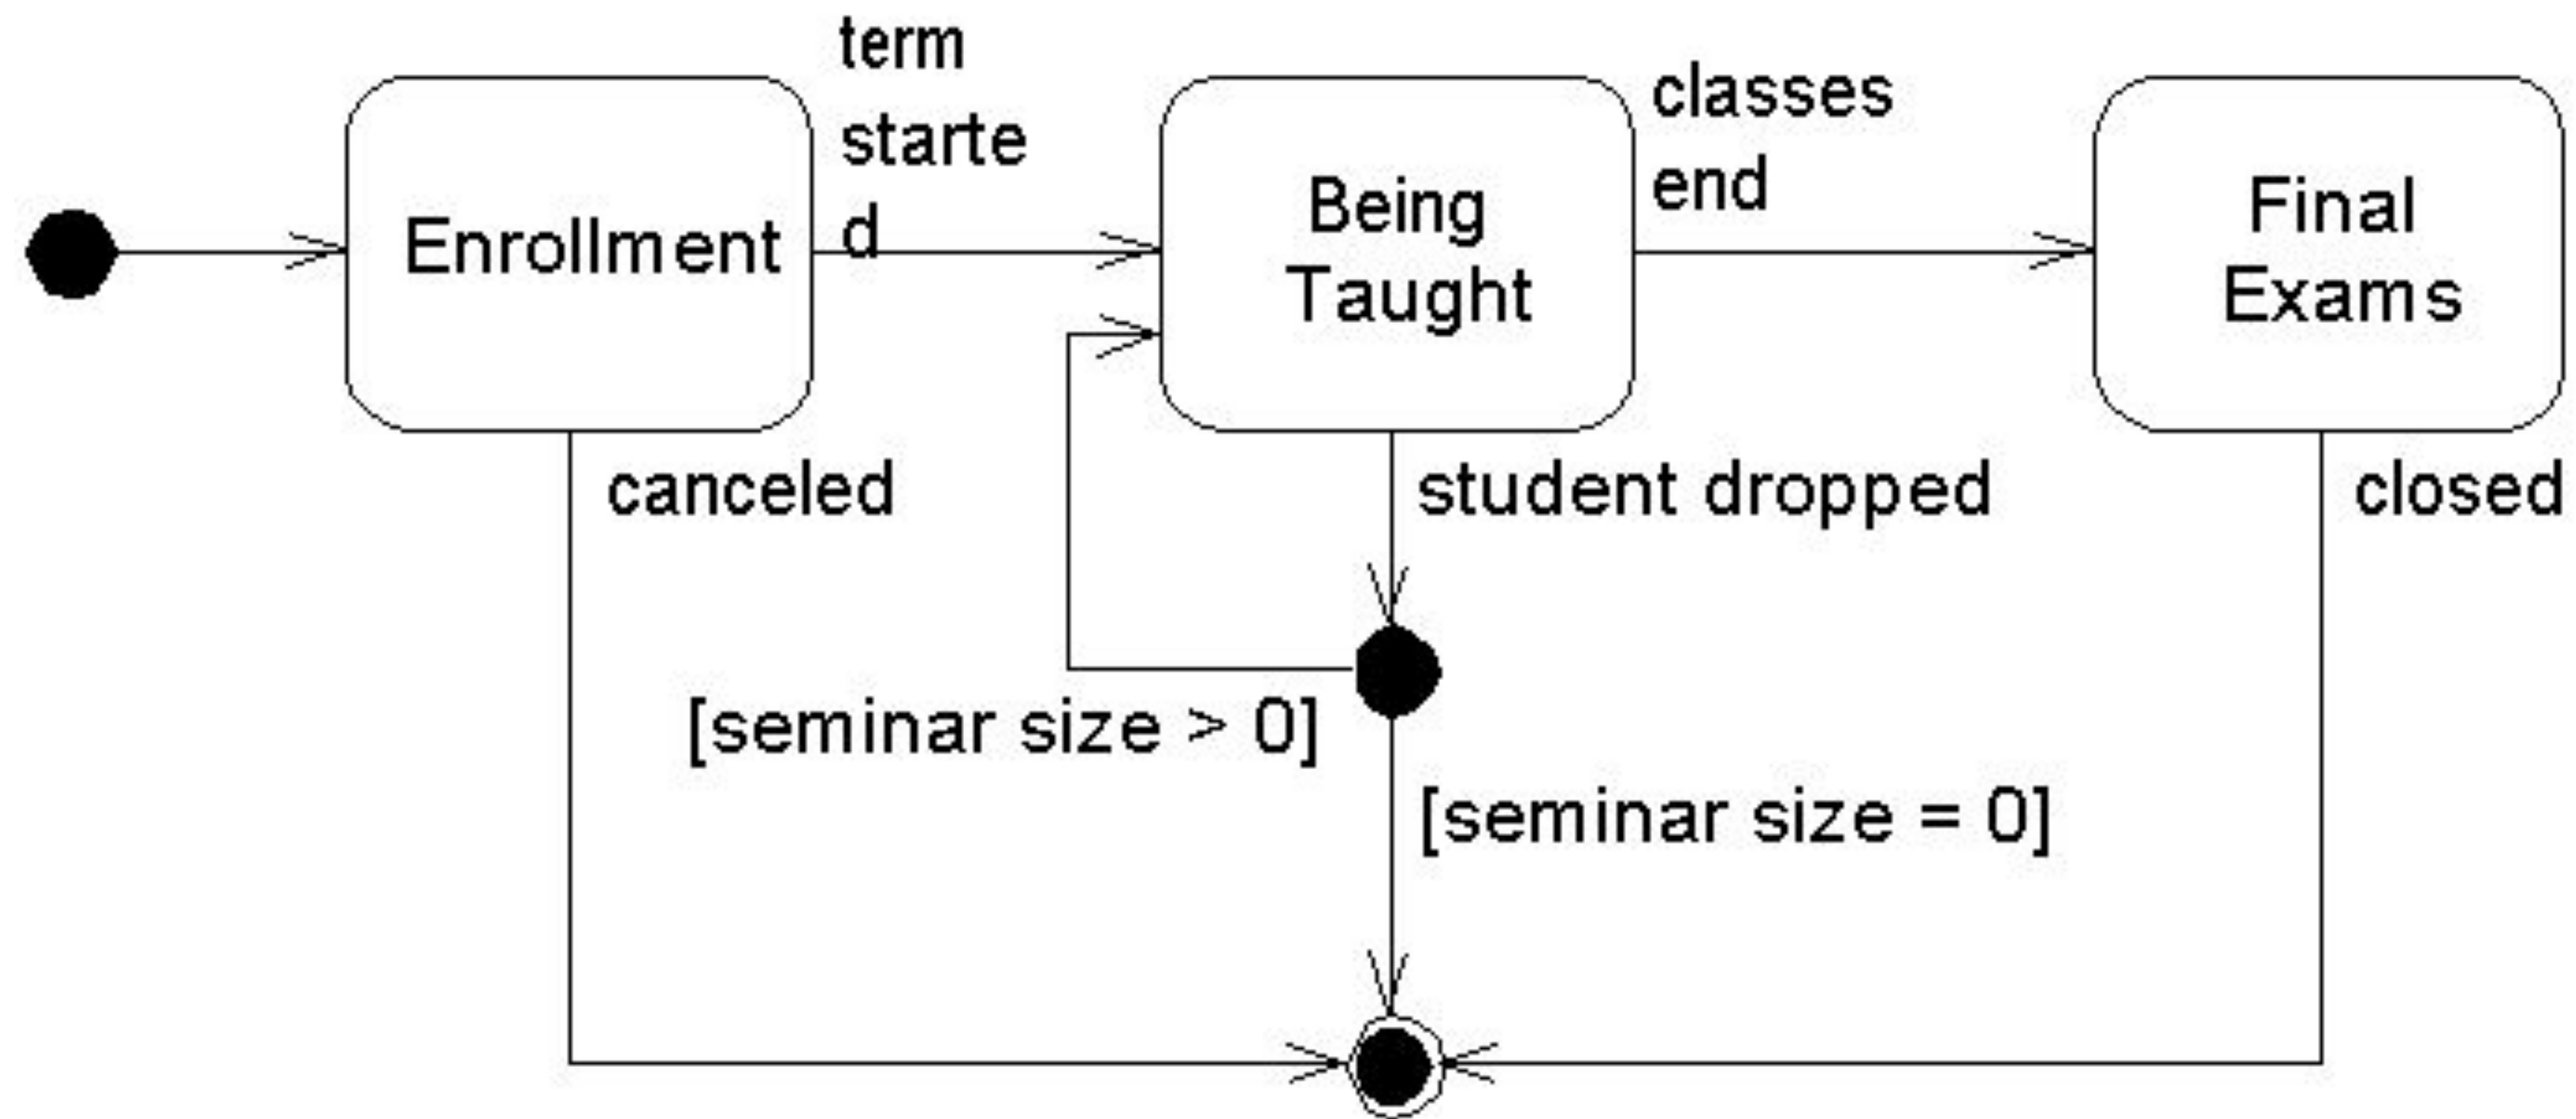 Enrollment
term
starte
d
Being
Taught
classes
end
Final
Exams
canceled
student dropped
closed
[seminar size > 0]
[seminar size = 0]